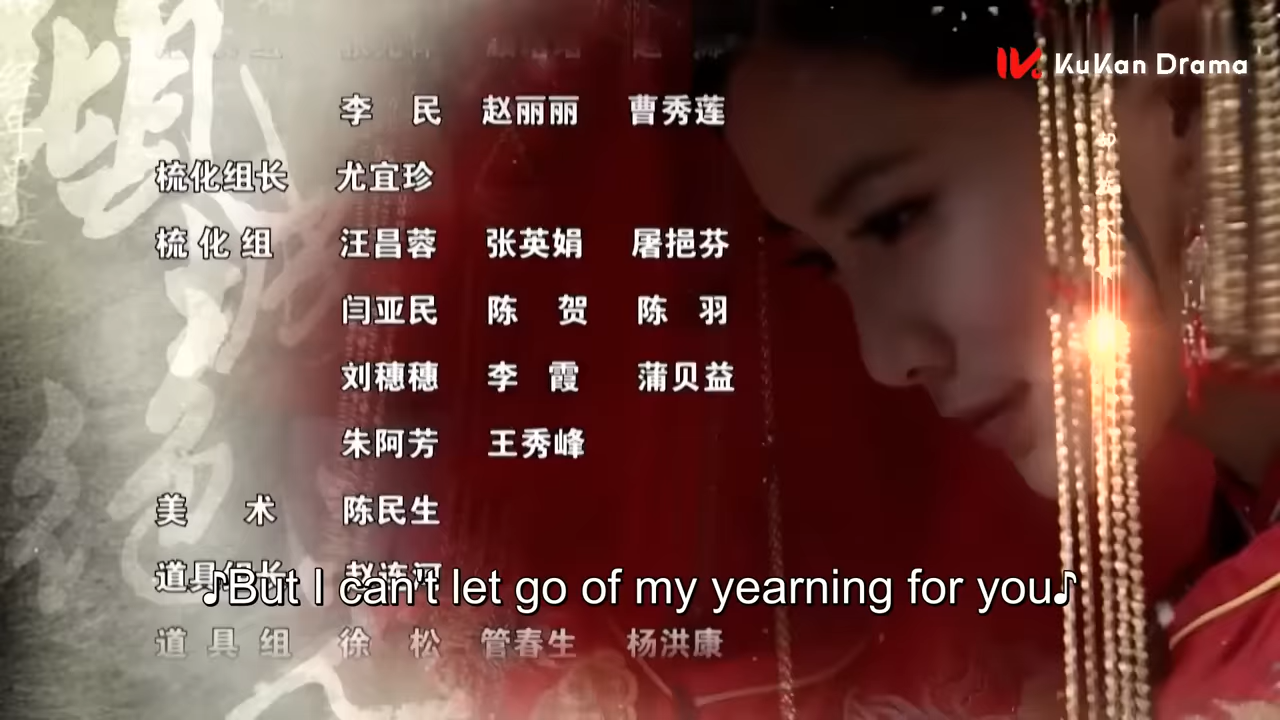 KuKan Drama
李 民 赵丽丽 曹秀莲
梳化组长 尤宜珍
梳化组 汪昌蓉 张英娟 屠挹芬
闫亚民 陈 贺 陈 羽
刘穗穗 李 霞 蒲贝益
朱阿芳 王秀峰
美 术 陈民生
道具组长 赵连河
♪But I can't let go of my yearning for you♪
道具组 徐 松 管春生 杨洪康